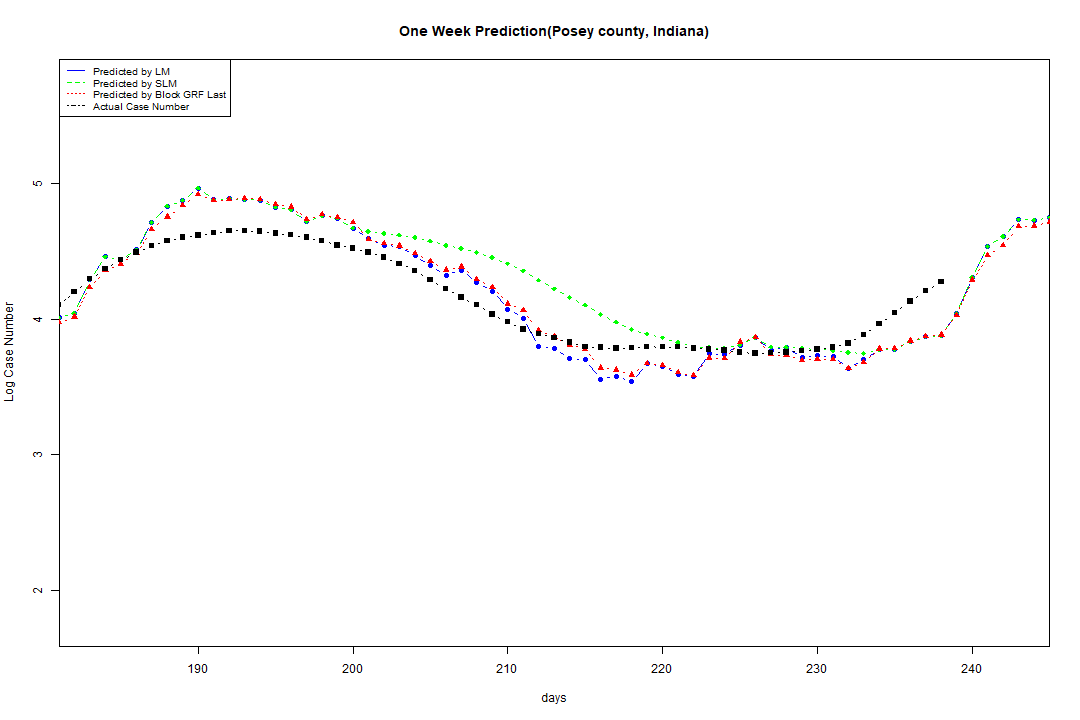 One Week Prediction(Posey county, Indiana)
Predicted by LM
Predicted by SLM
Predicted by Block GRF Last
Actual Case Number
5
4
3
2
Log Case Number
190 200 210 220 230 240
days